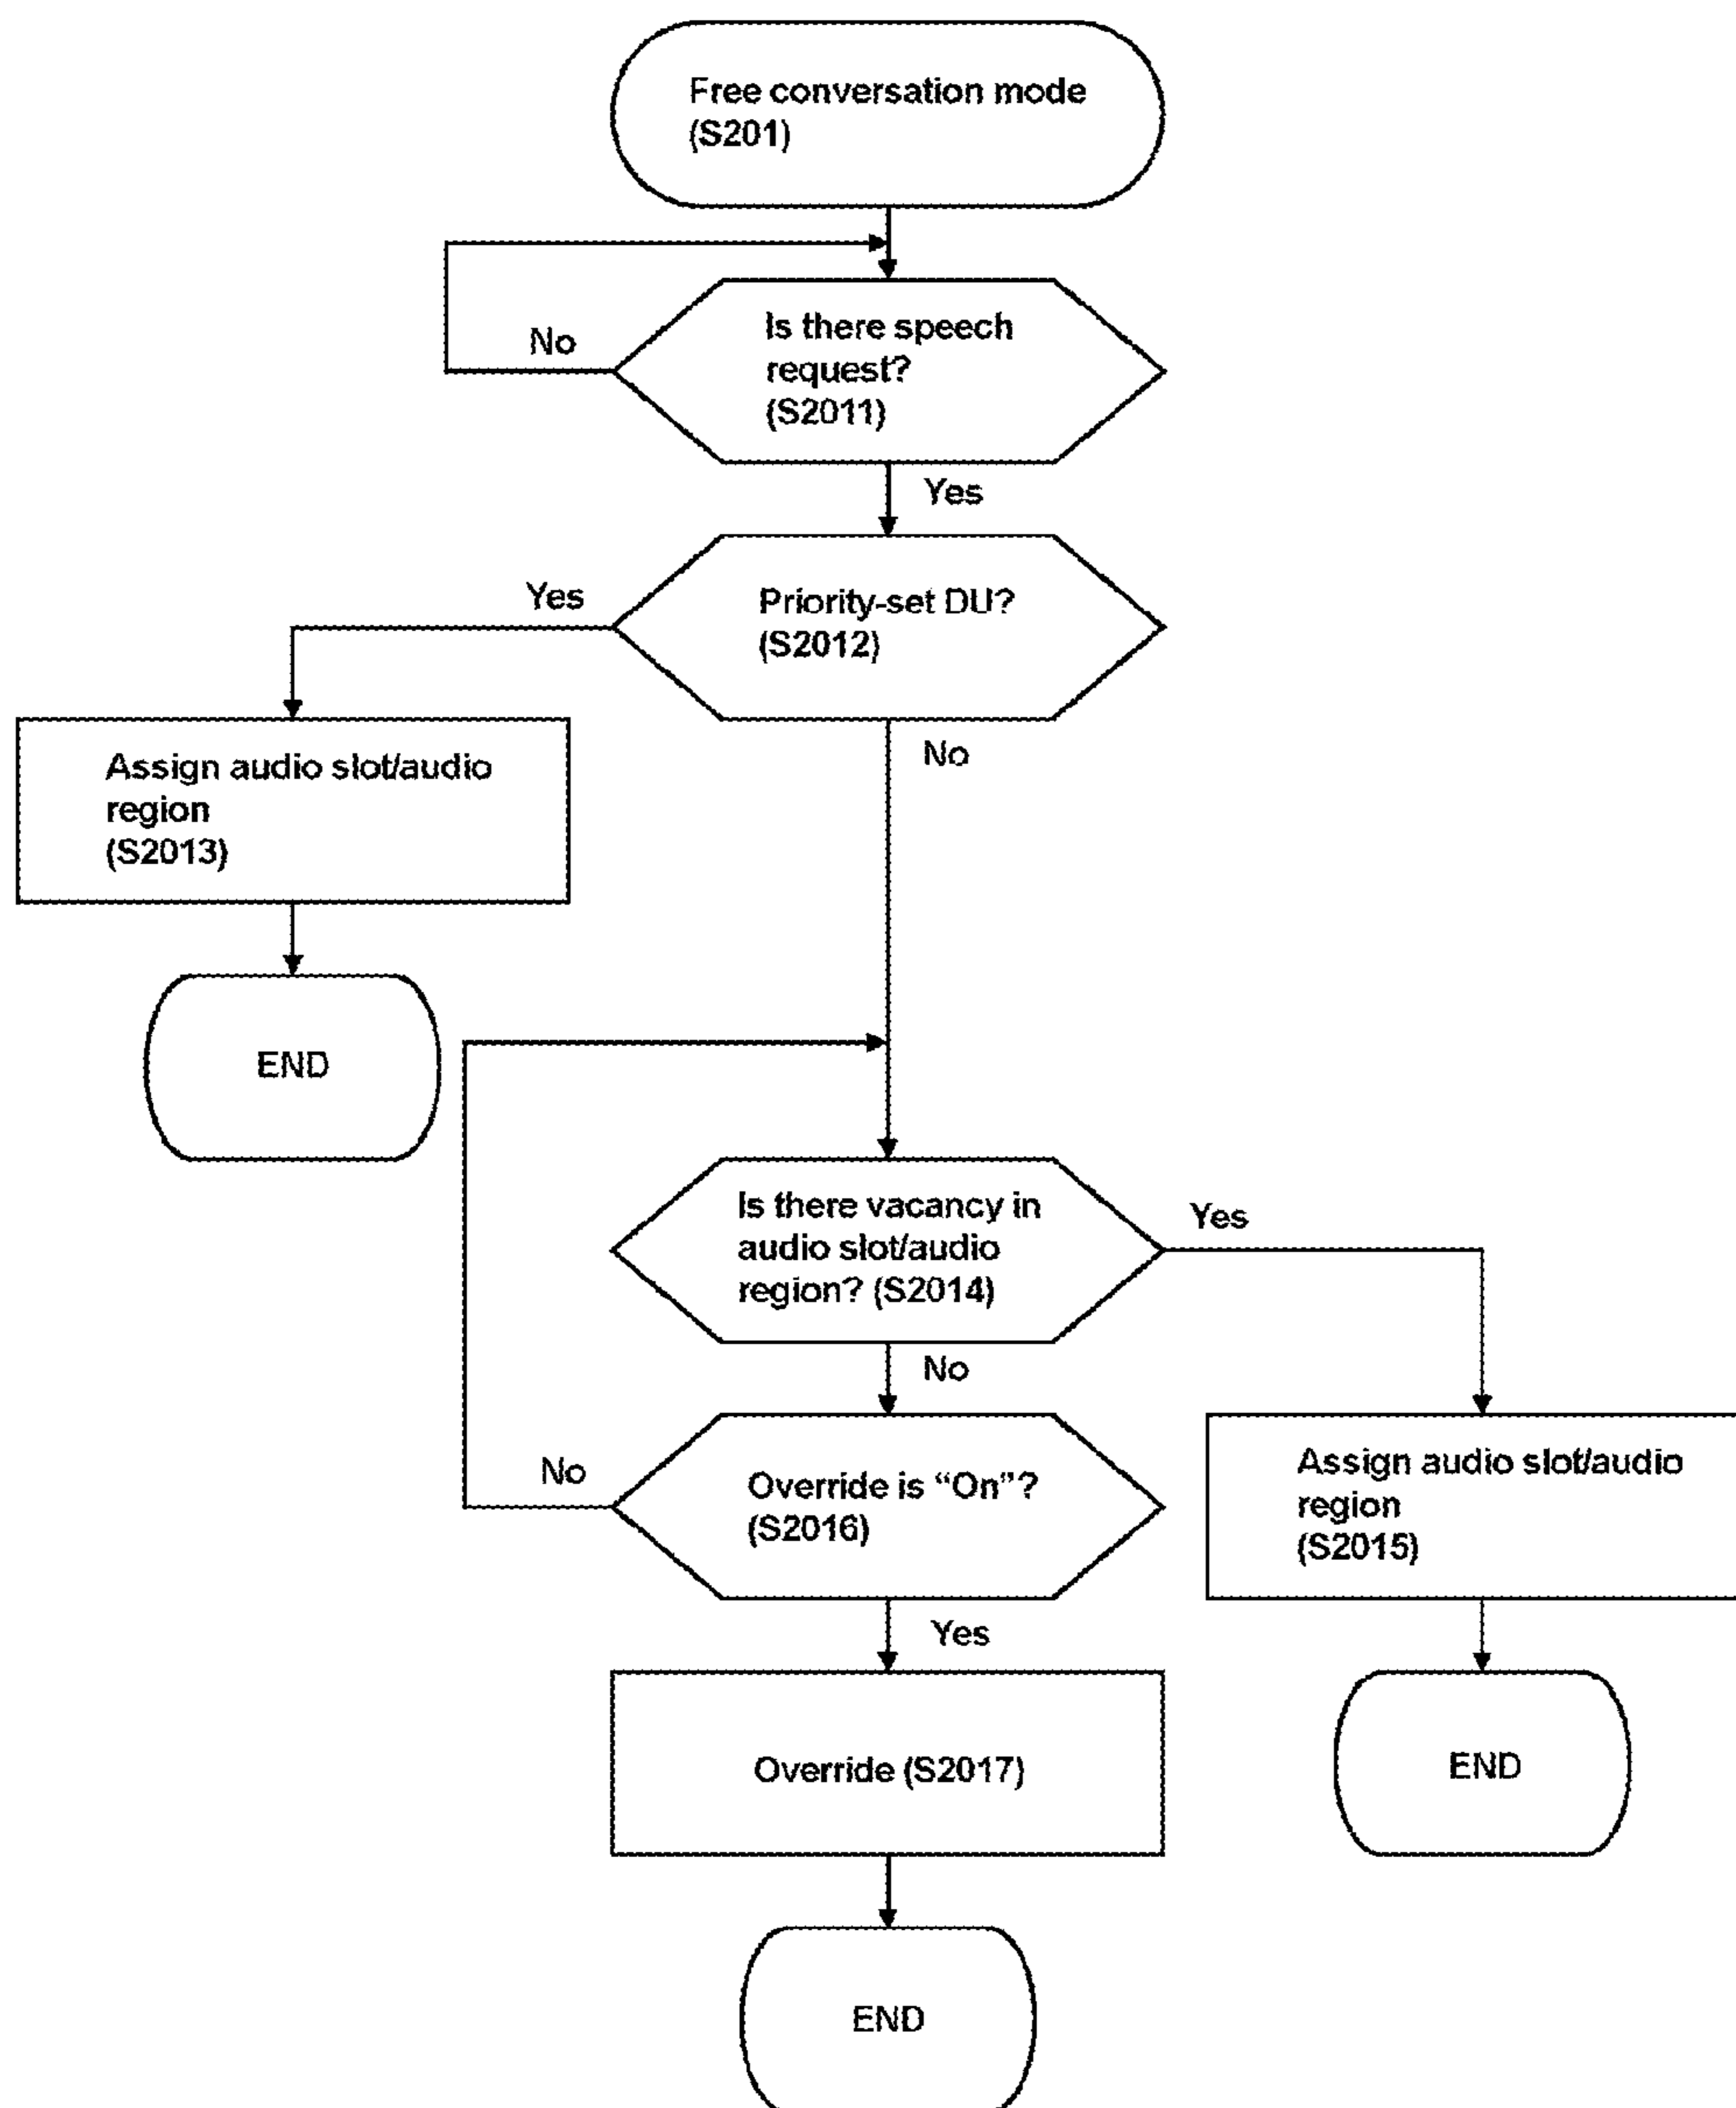 Free conversation mode
(S201)
Is there speech
request?
(S2011)
No
Yes
Priority-set DU?
(S2012)
Yes
No
Assign audio slot/audio
region
(S2013)
END
Is there vacancy in
audio slot/audio
region? (S2014)
Yes
No
Override is “On”?
(S2016)
No
Yes
Assign audio slot/audio
region
(S2015)
END
Override (S2017)
END